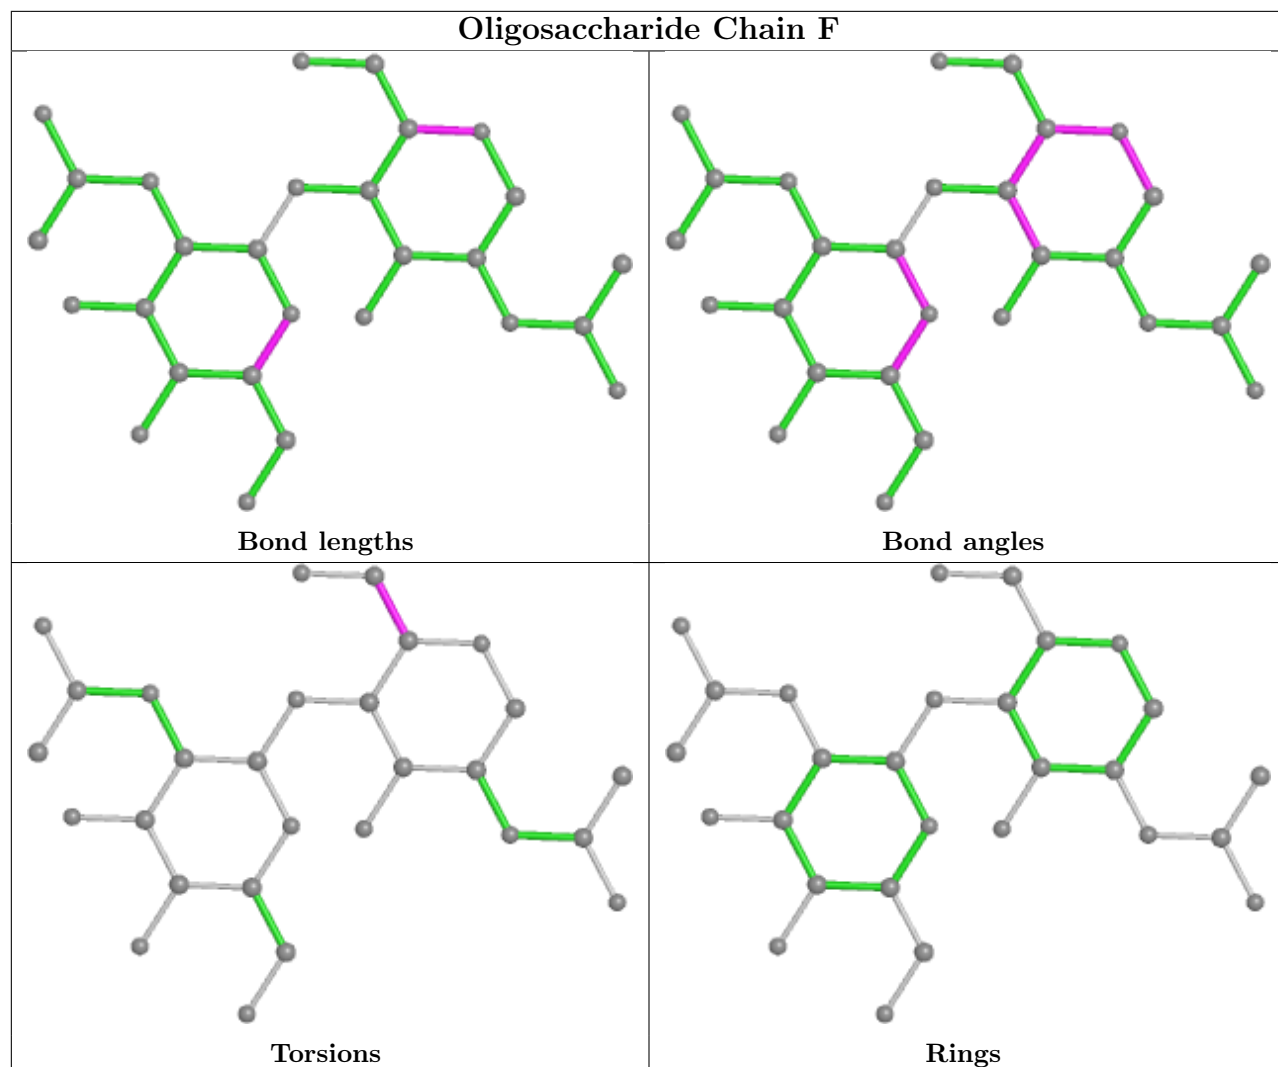 Oligosaccharide Chain F
Bond lengths
Bond angles
Torsions
Rings